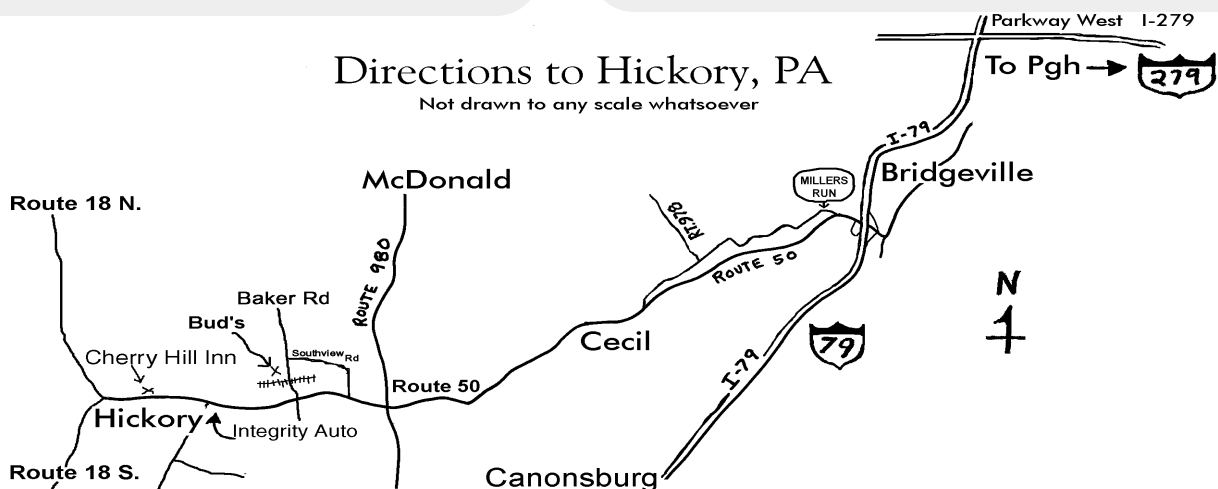 Parkway West I-279
Directions to Hickory, PA
To Pgh
279
Not drawn to any scale whatsoever
I-79
Bridgeville
McDonald
MILLERS
RUN
Route 18 N.
RT.978
ROUTE 980
ROUTE 50
N
Baker Rd
Bud's
Cecil
79
Cherry Hill Inn
Southview Rd
I-79
Route 50
Hickory
Integrity Auto
Route 18 S.
Canonsburg